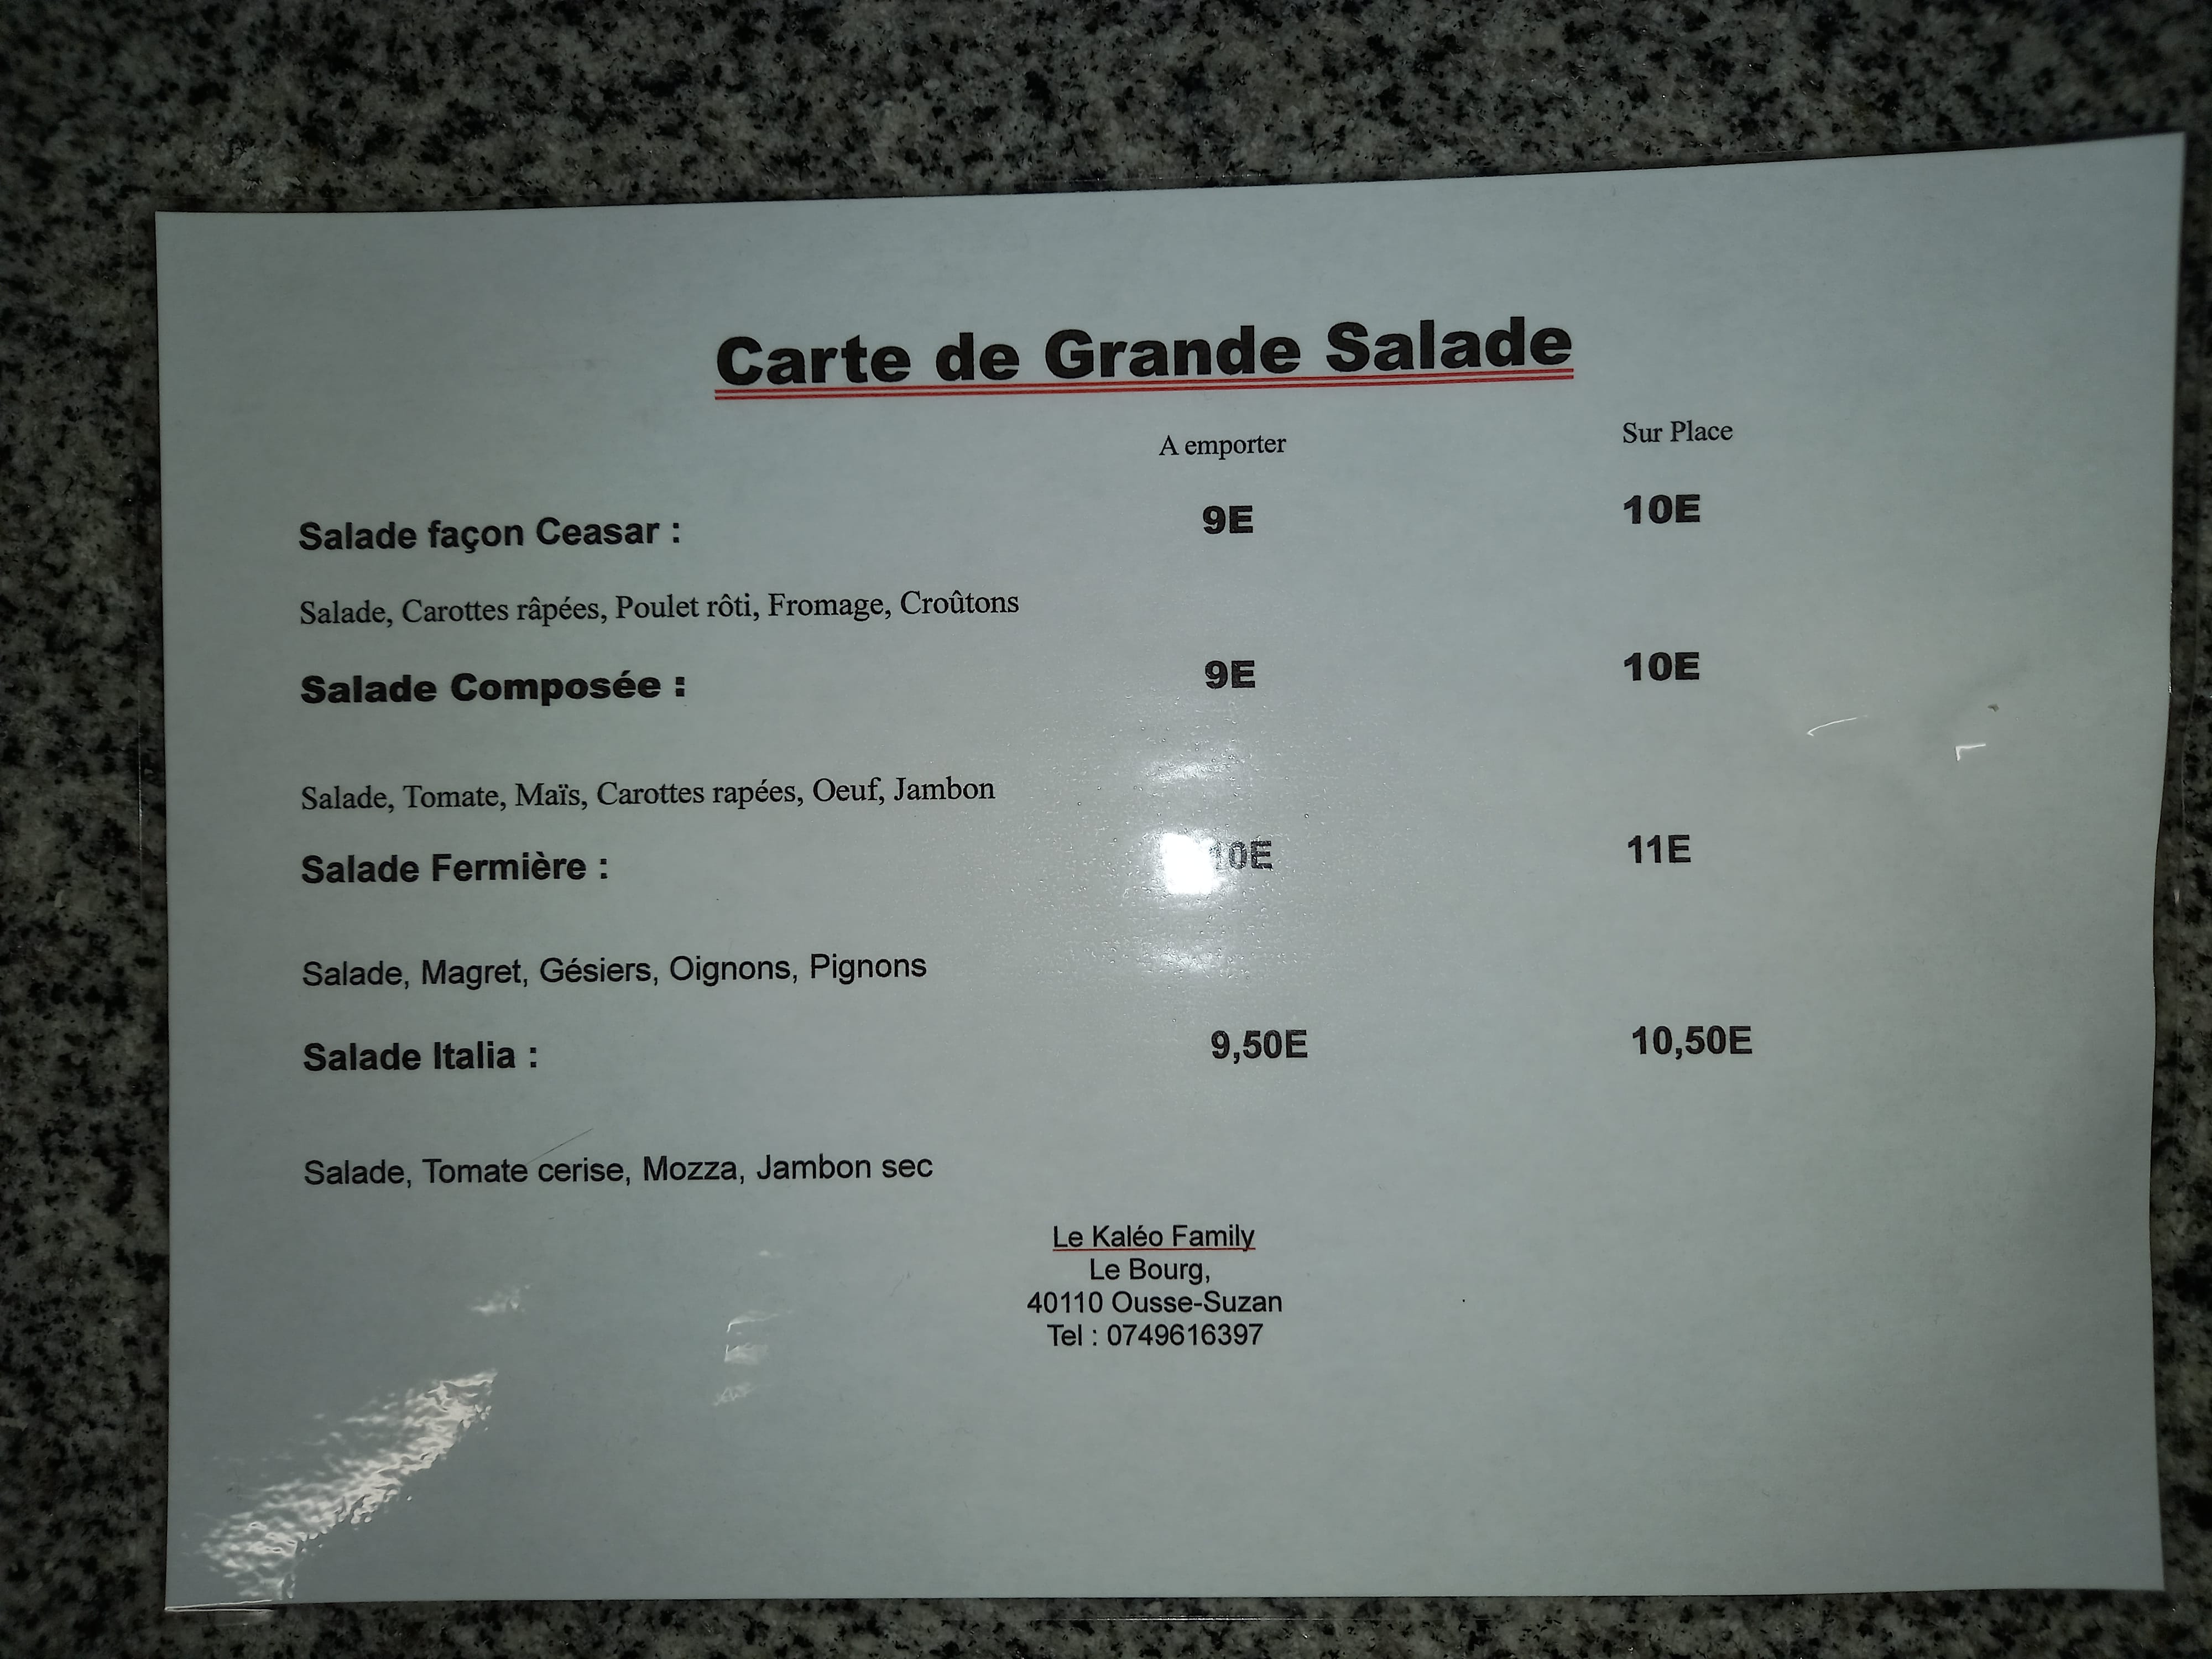 Carte de Grande Salade
A emporter Sur Place
Salade façon Ceasar : 9E 10E
Salade, Carottes râpées, Poulet rôti, Fromage, Croûtons
Salade Composée : 9E 10E
Salade, Tomate, Maïs, Carottes rapées, Oeuf, Jambon
Salade Fermière : 10E 11E
Salade, Magret, Gésiers, Oignons, Pignons
Salade Italia : 9,50E 10,50E
Salade, Tomate cerise, Mozza, Jambon sec
Le Kaléo Family
Le Bourg,
40110 Ousse-Suzan
Tel : 0749616397